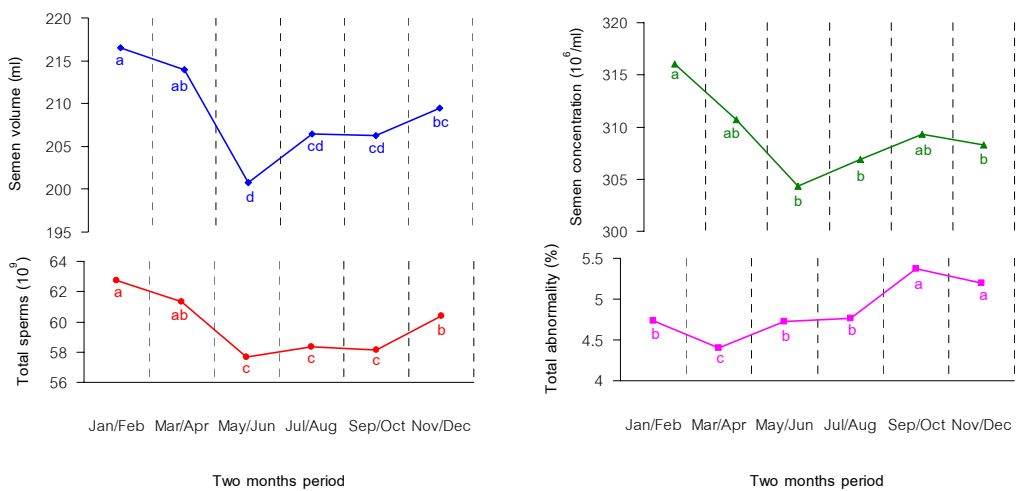 Semen volume (ml)
220
215
210
205
200
195
a
ab
d
cd
cd
bc
Total sperms (10⁹)
64
62
60
58
56
a
ab
c
c
c
b
Jan/Feb Mar/Apr May/Jun Jul/Aug Sep/Oct Nov/Dec
Two months period
Semen concentration (10⁶/ml)
320
315
310
305
300
a
ab
b
b
ab
b
Total abnormality (%)
5.5
5
4.5
4
b
c
b
b
a
a
Jan/Feb Mar/Apr May/Jun Jul/Aug Sep/Oct Nov/Dec
Two months period